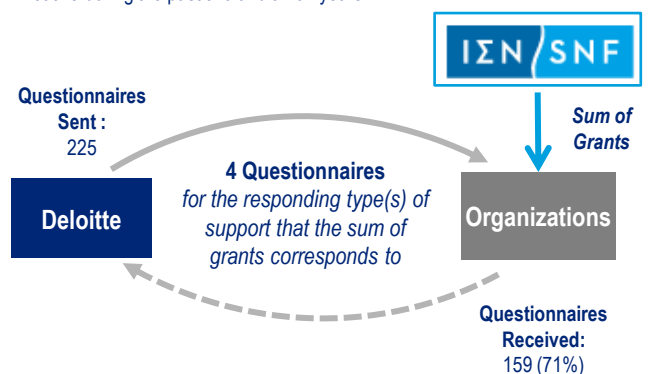 ΙΣΝ/SNF
Questionnaires
Sent :
225
Sum of
Grants
4 Questionnaires
for the responding type(s) of
support that the sum of
grants corresponds to
Deloitte
Organizations
Questionnaires
Received:
159 (71%)